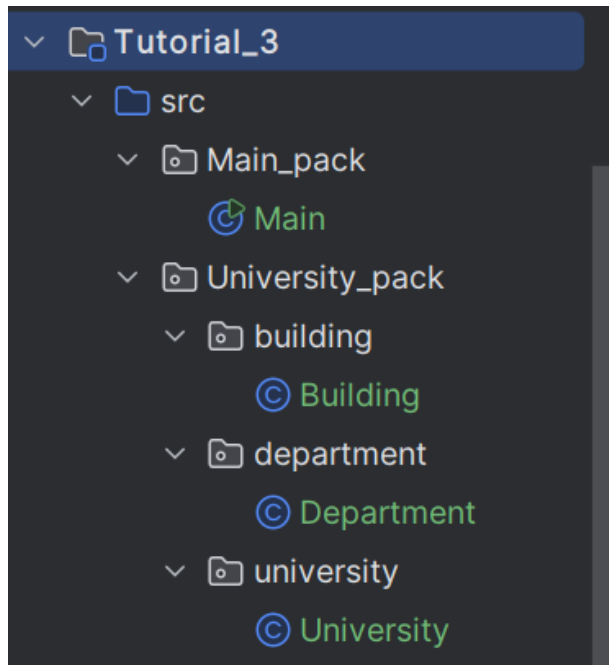 Tutorial_3
src
Main_pack
Main
University_pack
building
Building
department
Department
university
University